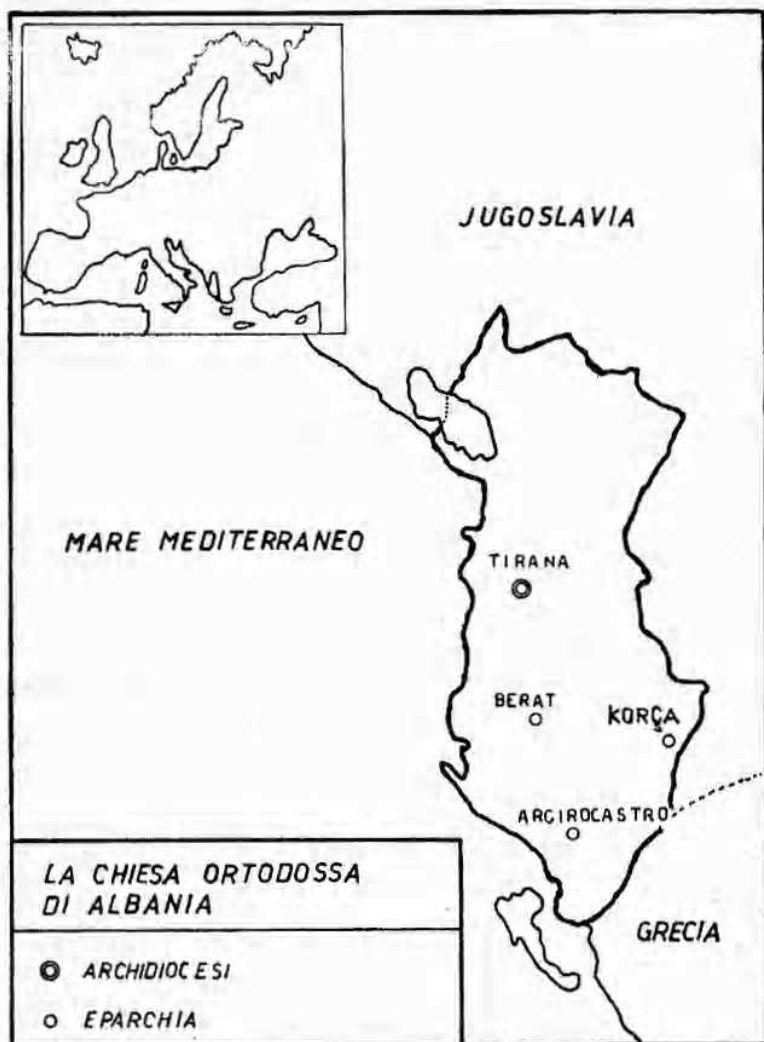 JUGOSLAVIA
MARE MEDITERRANEO
TIRANA
BERAT
KORÇA
ARGIROCASTRO
GRECIA
LA CHIESA ORTODOSSA
DI ALBANIA
ARCHIDIOCESI
EPARCHIA